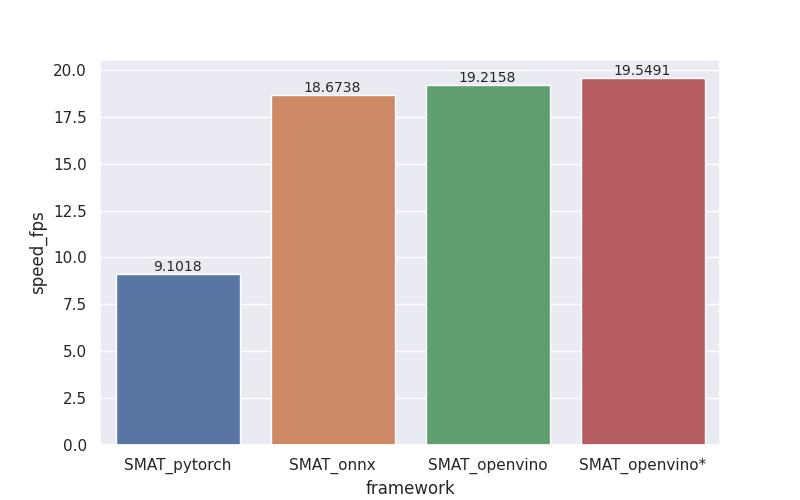 20.0
17.5
15.0
12.5
10.0
7.5
5.0
2.5
0.0
speed_fps
9.1018
18.6738
19.2158
19.5491
SMAT_pytorch
SMAT_onnx
SMAT_openvino
SMAT_openvino*
framework